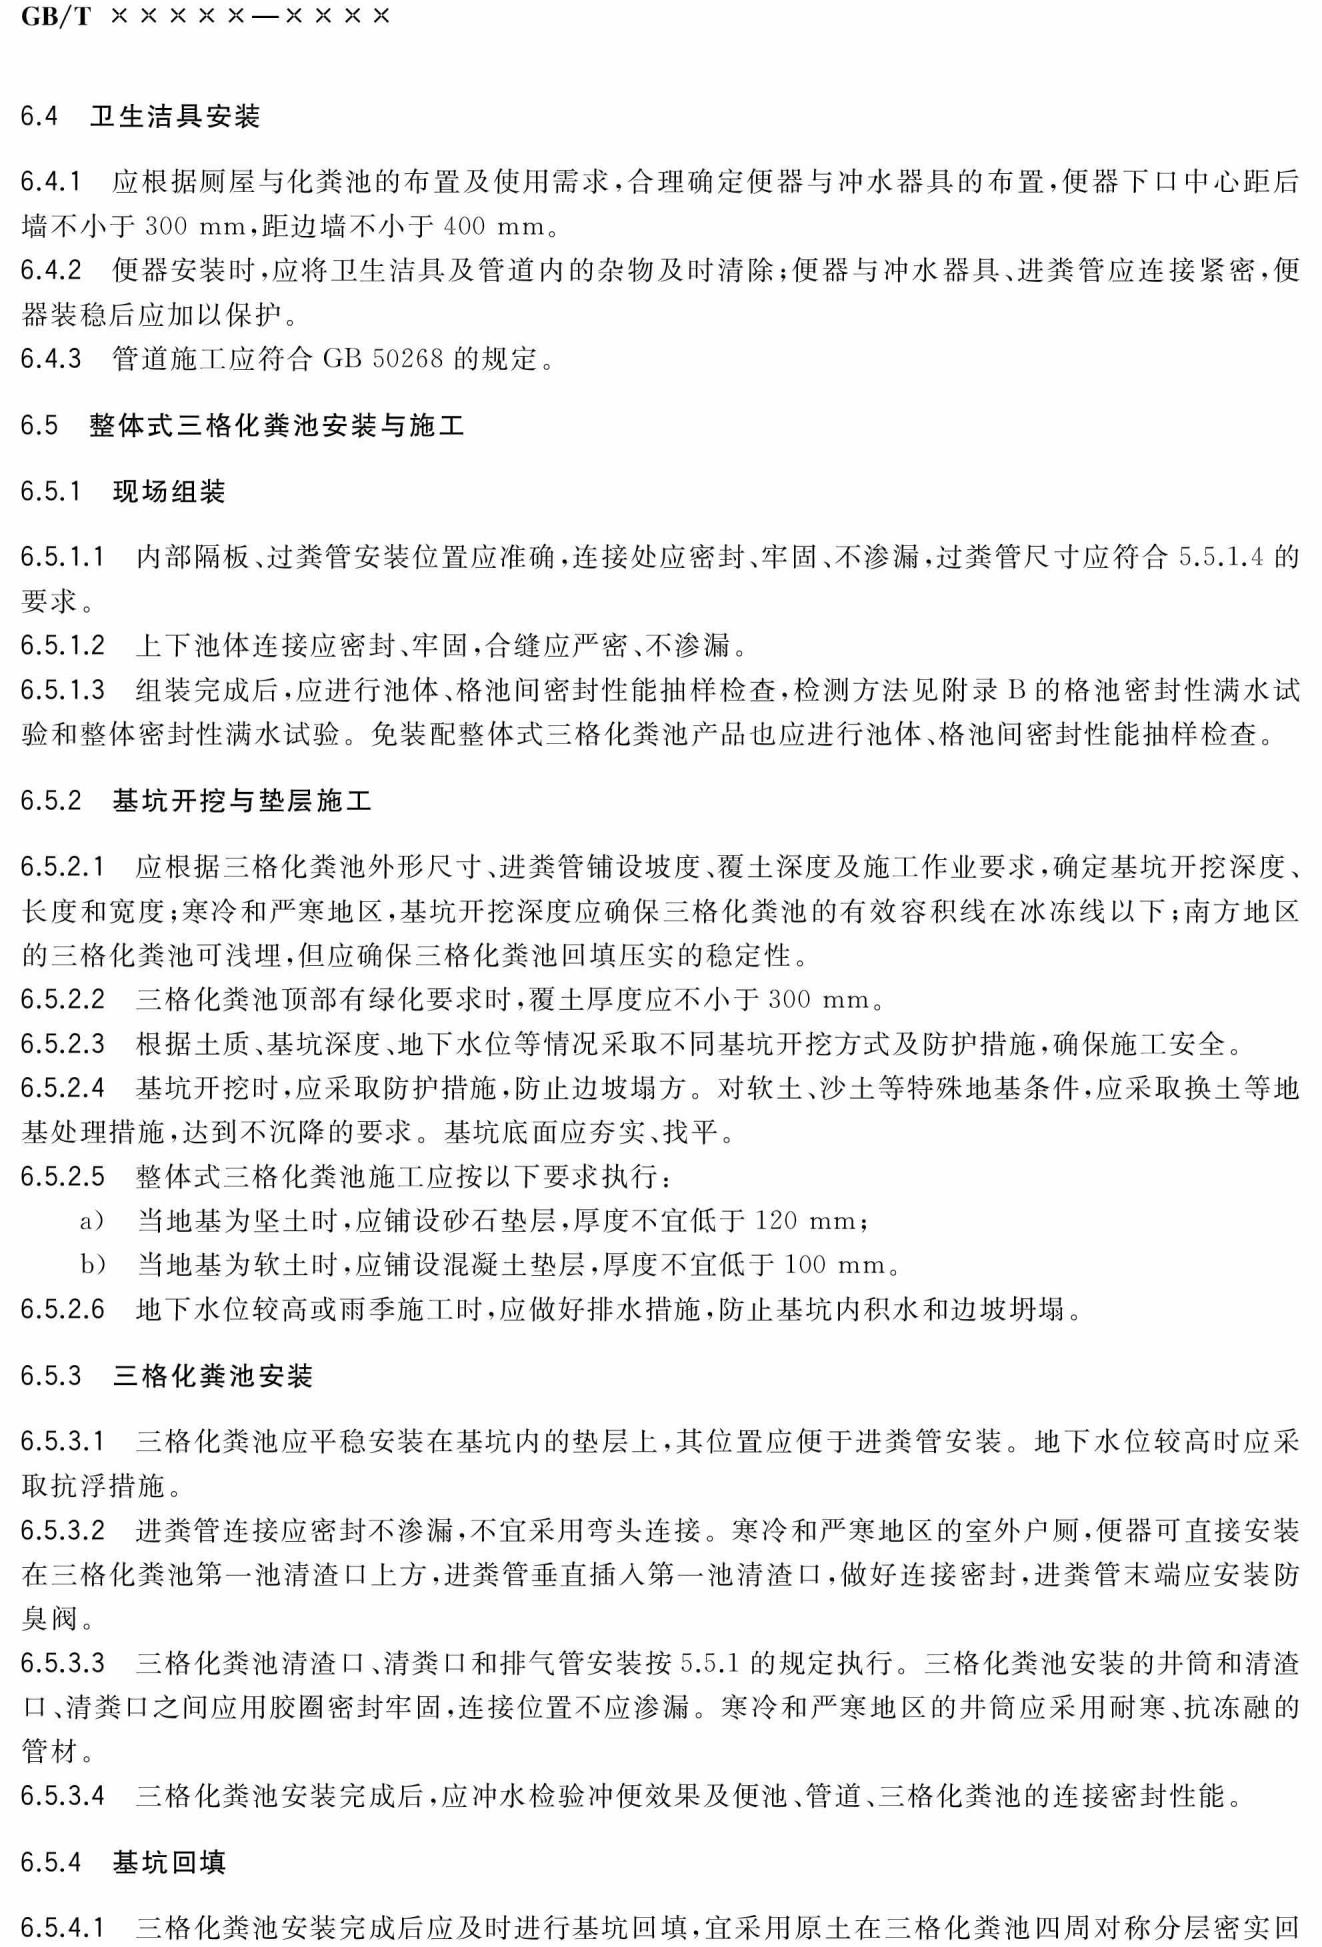 GB/T ×××××—××××
6.4 卫生洁具安装
6.4.1 应根据厕屋与化粪池的布置及使用需求,合理确定便器与冲水器具的布置,便器下口中心距后
墙不小于 300 mm,距边墙不小于 400 mm。
6.4.2 便器安装时,应将卫生洁具及管道内的杂物及时清除;便器与冲水器具、进粪管应连接紧密,便
器装稳后应加以保护。
6.4.3 管道施工应符合 GB 50268 的规定。
6.5 整体式三格化粪池安装与施工
6.5.1 现场组装
6.5.1.1 内部隔板、过粪管安装位置应准确,连接处应密封、牢固、不渗漏,过粪管尺寸应符合 5.5.1.4 的
要求。
6.5.1.2 上下池体连接应密封、牢固,合缝应严密、不渗漏。
6.5.1.3 组装完成后,应进行池体、格池间密封性能抽样检查,检测方法见附录 B 的格池密封性满水试
验和整体密封性满水试验。免装配整体式三格化粪池产品也应进行池体、格池间密封性能抽样检查。
6.5.2 基坑开挖与垫层施工
6.5.2.1 应根据三格化粪池外形尺寸、进粪管铺设坡度、覆土深度及施工作业要求,确定基坑开挖深度、
长度和宽度;寒冷和严寒地区,基坑开挖深度应确保三格化粪池的有效容积线在冰冻线以下;南方地区
的三格化粪池可浅埋,但应确保三格化粪池回填压实的稳定性。
6.5.2.2 三格化粪池顶部有绿化要求时,覆土厚度应不小于 300 mm。
6.5.2.3 根据土质、基坑深度、地下水位等情况采取不同基坑开挖方式及防护措施,确保施工安全。
6.5.2.4 基坑开挖时,应采取防护措施,防止边坡塌方。对软土、沙土等特殊地基条件,应采取换土等地
基处理措施,达到不沉降的要求。基坑底面应夯实、找平。
6.5.2.5 整体式三格化粪池施工应按以下要求执行:
a) 当地基为坚土时,应铺设砂石垫层,厚度不宜低于 120 mm;
b) 当地基为软土时,应铺设混凝土垫层,厚度不宜低于 100 mm。
6.5.2.6 地下水位较高或雨季施工时,应做好排水措施,防止基坑内积水和边坡坍塌。
6.5.3 三格化粪池安装
6.5.3.1 三格化粪池应平稳安装在基坑内的垫层上,其位置应便于进粪管安装。地下水位较高时应采
取抗浮措施。
6.5.3.2 进粪管连接应密封不渗漏,不宜采用弯头连接。寒冷和严寒地区的室外户厕,便器可直接安装
在三格化粪池第一池清渣口上方,进粪管垂直插入第一池清渣口,做好连接密封,进粪管末端应安装防
臭阀。
6.5.3.3 三格化粪池清渣口、清粪口和排气管安装按 5.5.1 的规定执行。三格化粪池安装的井筒和清渣
口、清粪口之间应用胶圈密封牢固,连接位置不应渗漏。寒冷和严寒地区的井筒应采用耐寒、抗冻融的
管材。
6.5.3.4 三格化粪池安装完成后,应冲水检验冲便效果及便池、管道、三格化粪池的连接密封性能。
6.5.4 基坑回填
6.5.4.1 三格化粪池安装完成后应及时进行基坑回填,宜采用原土在三格化粪池四周对称分层密实回